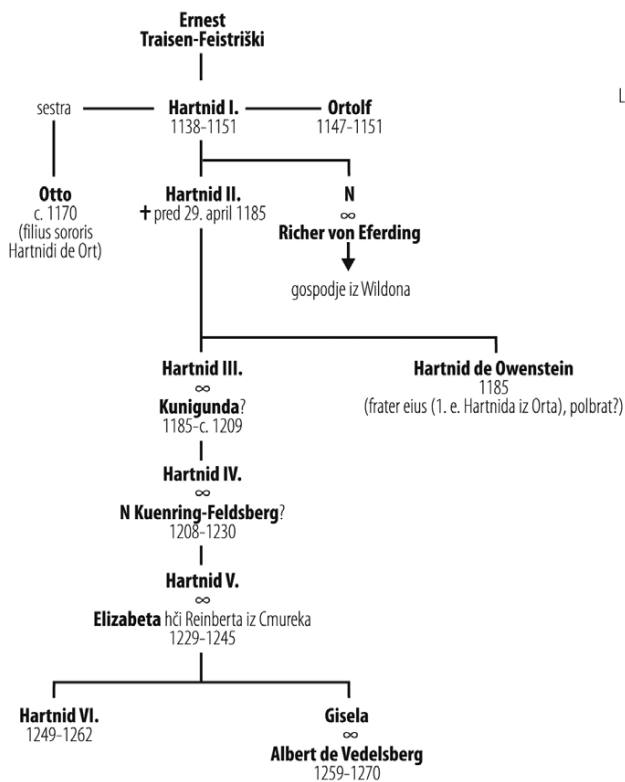 Ernest
Traisen-Feistriški
L
sestra
Hartnid I.
1138-1151
Ortolf
1147-1151
Otto
c. 1170
(filius sororis
Hartnidi de Ort)
Hartnid II.
✝ pred 29. april 1185
N
∞
Richer von Eferding
gospodje iz Wildona
Hartnid III.
∞
Kunigunda?
1185-c. 1209
Hartnid de Owenstein
1185
(frater eius (1. e. Hartnida iz Orta), polbrat?)
Hartnid IV.
∞
N Kuenring-Feldsberg?
1208-1230
Hartnid V.
∞
Elizabeta hči Reinberta iz Cmureka
1229-1245
Hartnid VI.
1249-1262
Gisela
∞
Albert de Vedelsberg
1259-1270